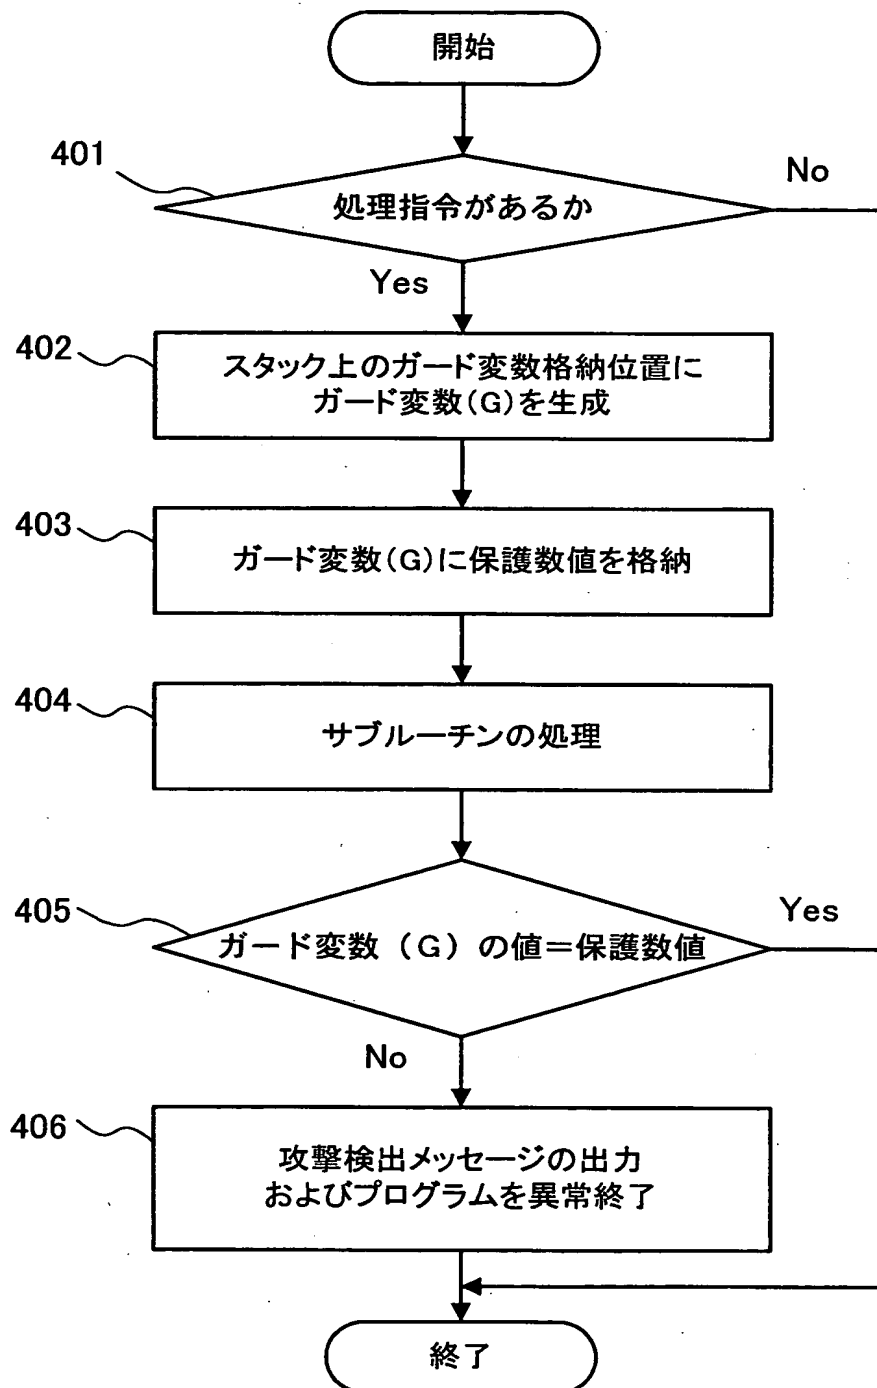 開始
401
処理指令があるか
No
Yes
402
スタック上のガード変数格納位置に
ガード変数(G)を生成
403
ガード変数(G)に保護数値を格納
404
サブルーチンの処理
405
ガード変数 (G) の値=保護数値
Yes
No
406
攻撃検出メッセージの出力
およびプログラムを異常終了
終了